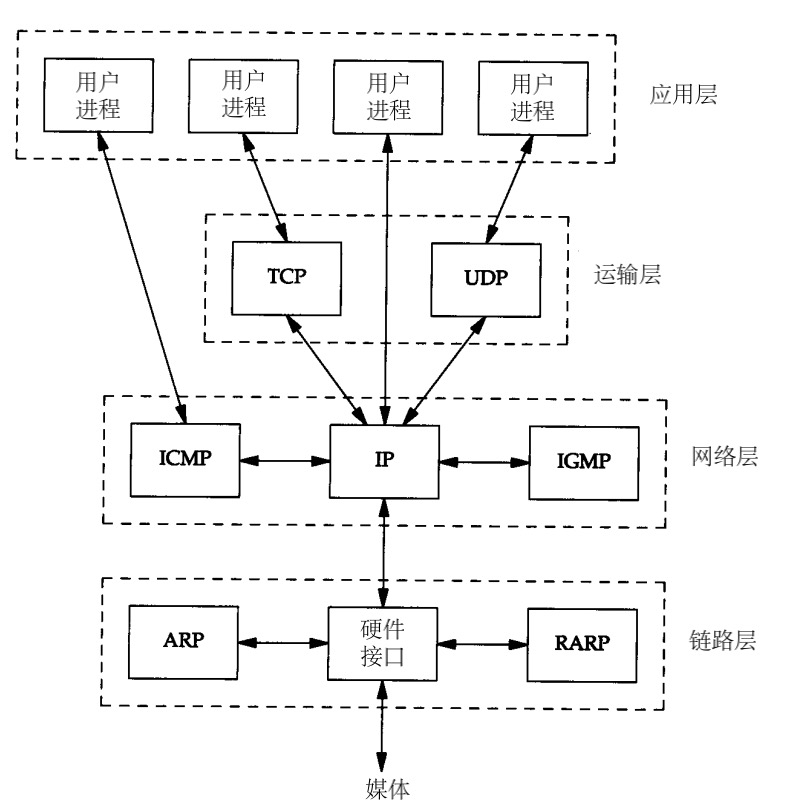 用户
进程
用户
进程
用户
进程
用户
进程
应用层
TCP
UDP
运输层
ICMP
IP
IGMP
网络层
ARP
硬件
接口
RARP
链路层
媒体